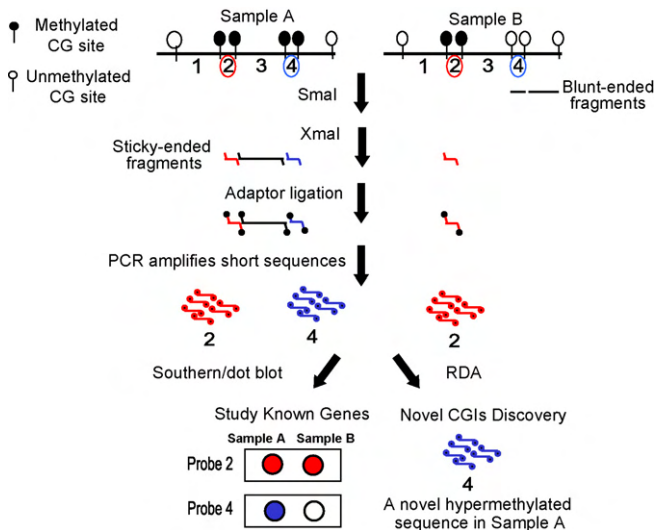 Sample A
Sample B
Methylated
CG site
Unmethylated
CG site
1 2 3 4
1 2 3 4
SmaI
Blunt-ended
fragments
XmaI
Sticky-ended
fragments
Adaptor ligation
PCR amplifies short sequences
2
4
2
Southern/dot blot
RDA
Study Known Genes
Novel CGIs Discovery
Sample A Sample B
Probe 2
Probe 4
4
A novel hypermethylated
sequence in Sample A